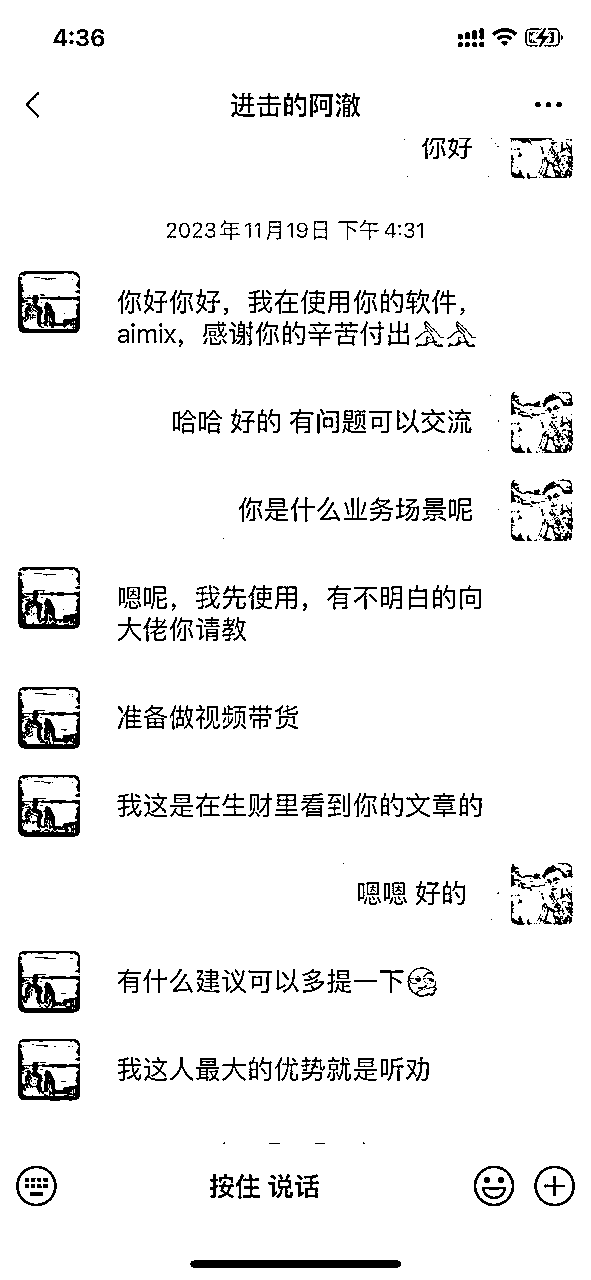 4:36
进击的阿澈
你好
2023年11月19日 下午 4:31
你好你好，我在使用你的软件，
aimix，感谢你的辛苦付出🙏🙏
哈哈 好的 有问题可以交流
你是什么业务场景呢
嗯呢，我先使用，有不明白的向
大佬你请教
准备做视频带货
我这是在生财里看到你的文章的
嗯嗯 好的
有什么建议可以多提一下
我这人最大的优势就是听劝
按住 说话